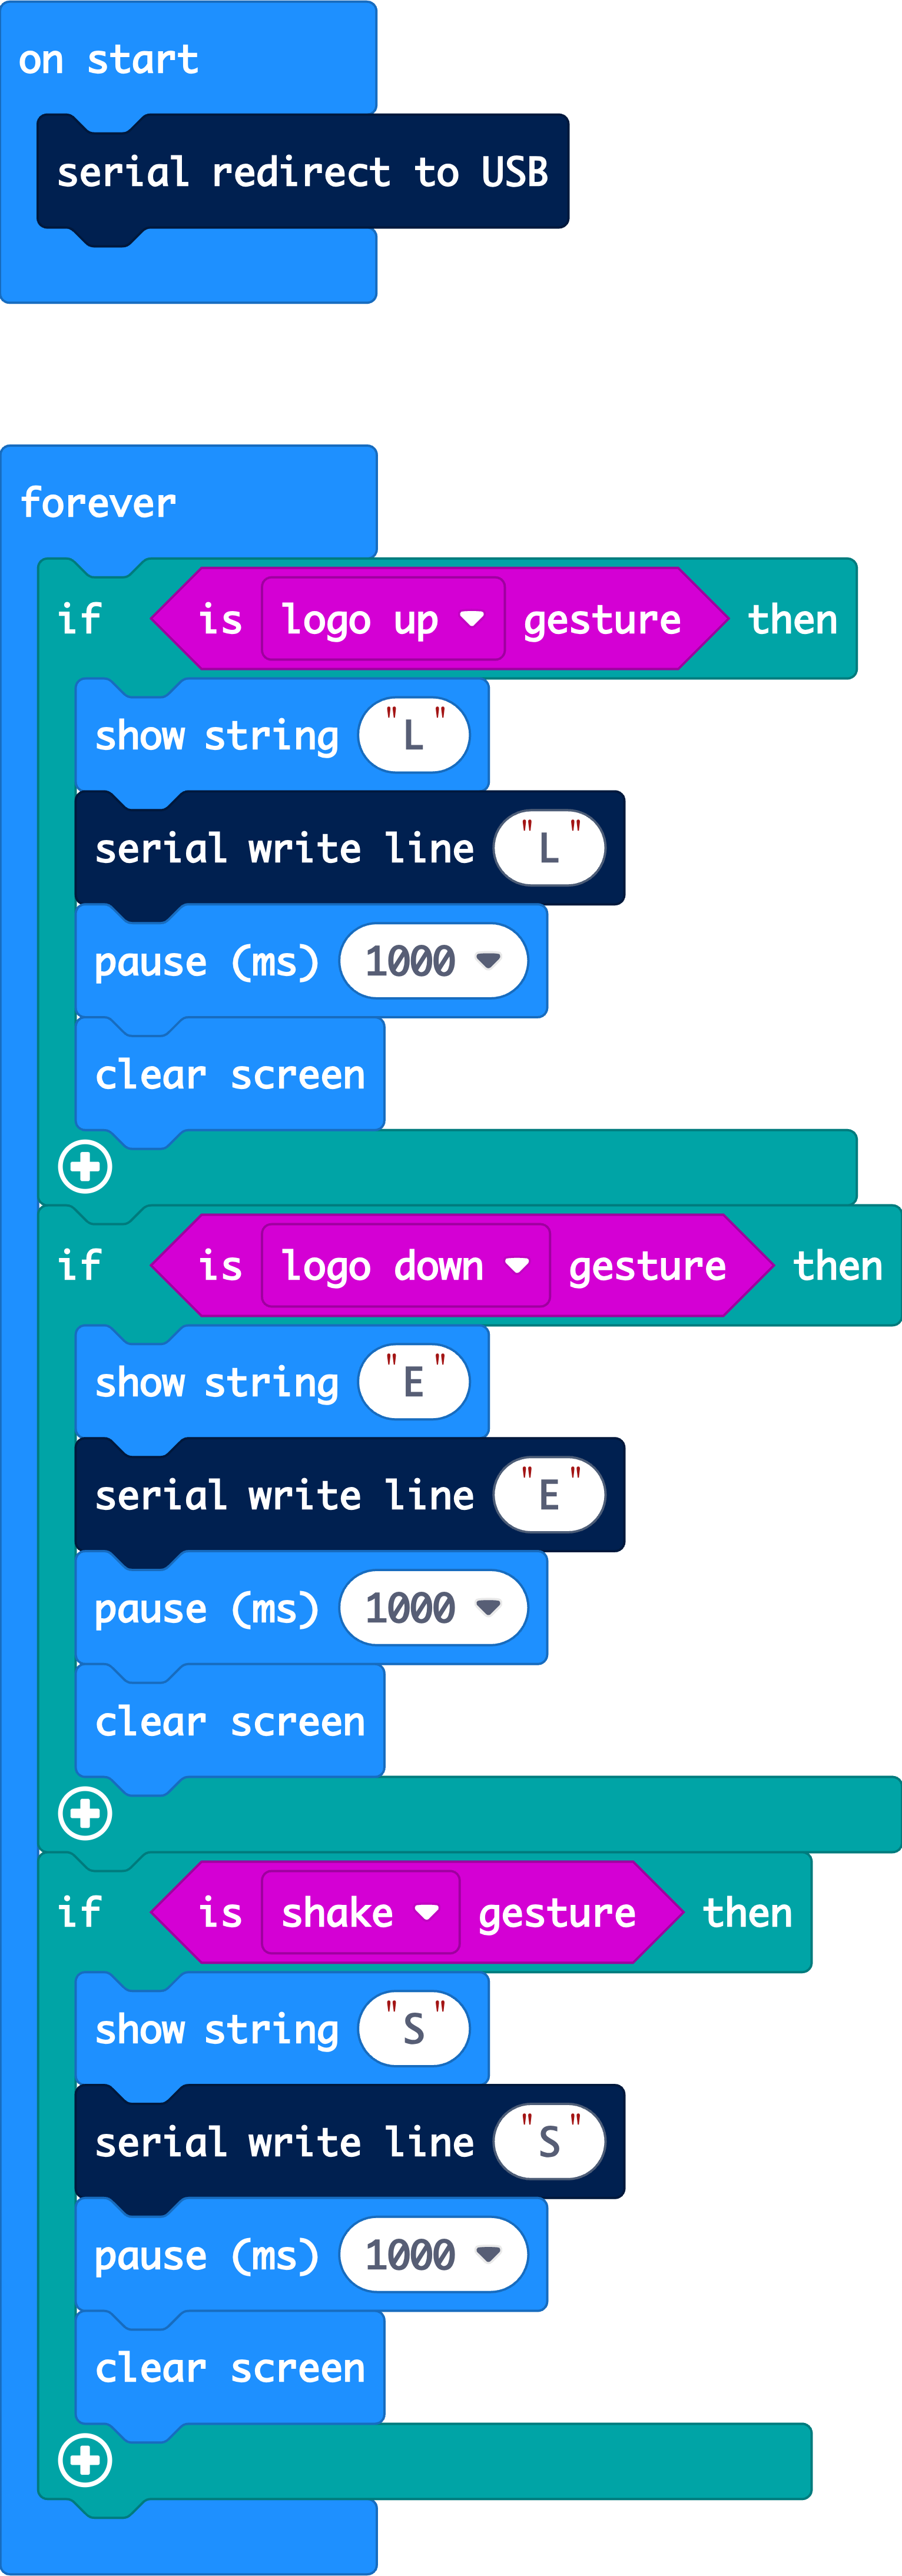 on start
serial redirect to USB
forever
if is logo up gesture then
show string "L"
serial write line "L"
pause (ms) 1000
clear screen
if is logo down gesture then
show string "E"
serial write line "E"
pause (ms) 1000
clear screen
if is shake gesture then
show string "S"
serial write line "S"
pause (ms) 1000
clear screen